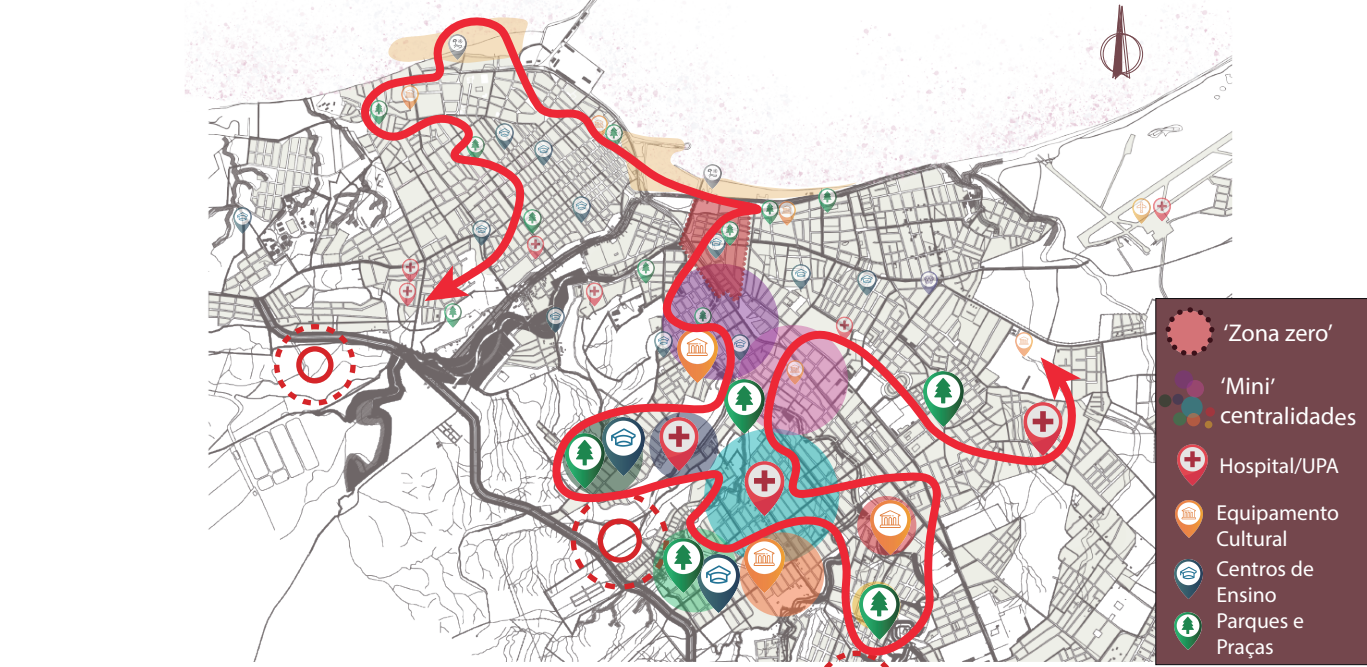 ‘Zona zero’
‘Mini’
centralidades
Hospital/UPA
Equipamento
Cultural
Centros de
Ensino
Parques e
Praças